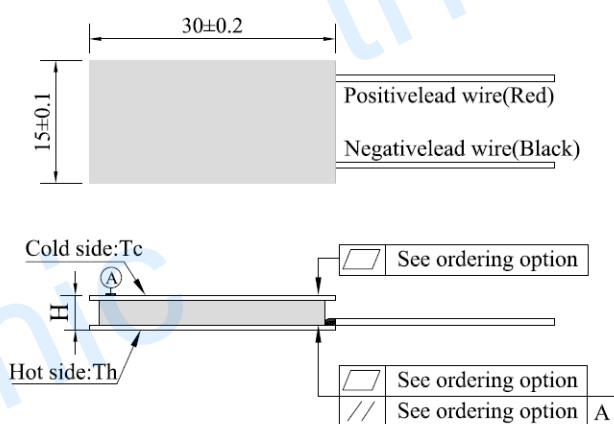 30±0.2
15±0.1
Positivelead wire(Red)
Negativelead wire(Black)
Cold side:Tc
A
See ordering option
H
Hot side:Th
See ordering option
// See ordering option A